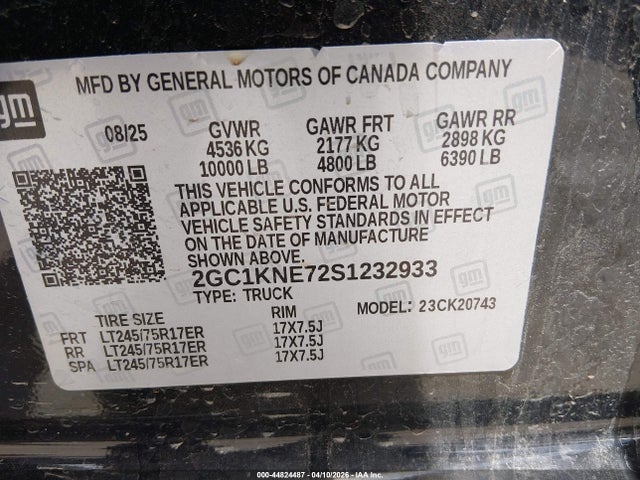 gm
MFD BY GENERAL MOTORS OF CANADA COMPANY
08/25 GVWR GAWR FRT GAWR RR
4536 KG 2177 KG 2898 KG
10000 LB 4800 LB 6390 LB
THIS VEHICLE CONFORMS TO ALL
APPLICABLE U.S. FEDERAL MOTOR
VEHICLE SAFETY STANDARDS IN EFFECT
ON THE DATE OF MANUFACTURE
SHOWN ABOVE.
2GC1KNE72S1232933
TYPE: TRUCK MODEL: 23CK20743
TIRE SIZE RIM
FRT LT245/75R17ER 17X7.5J
RR LT245/75R17ER 17X7.5J
SPA LT245/75R17ER 17X7.5J
000-44824487 - 04/10/2026 - IAA Inc.